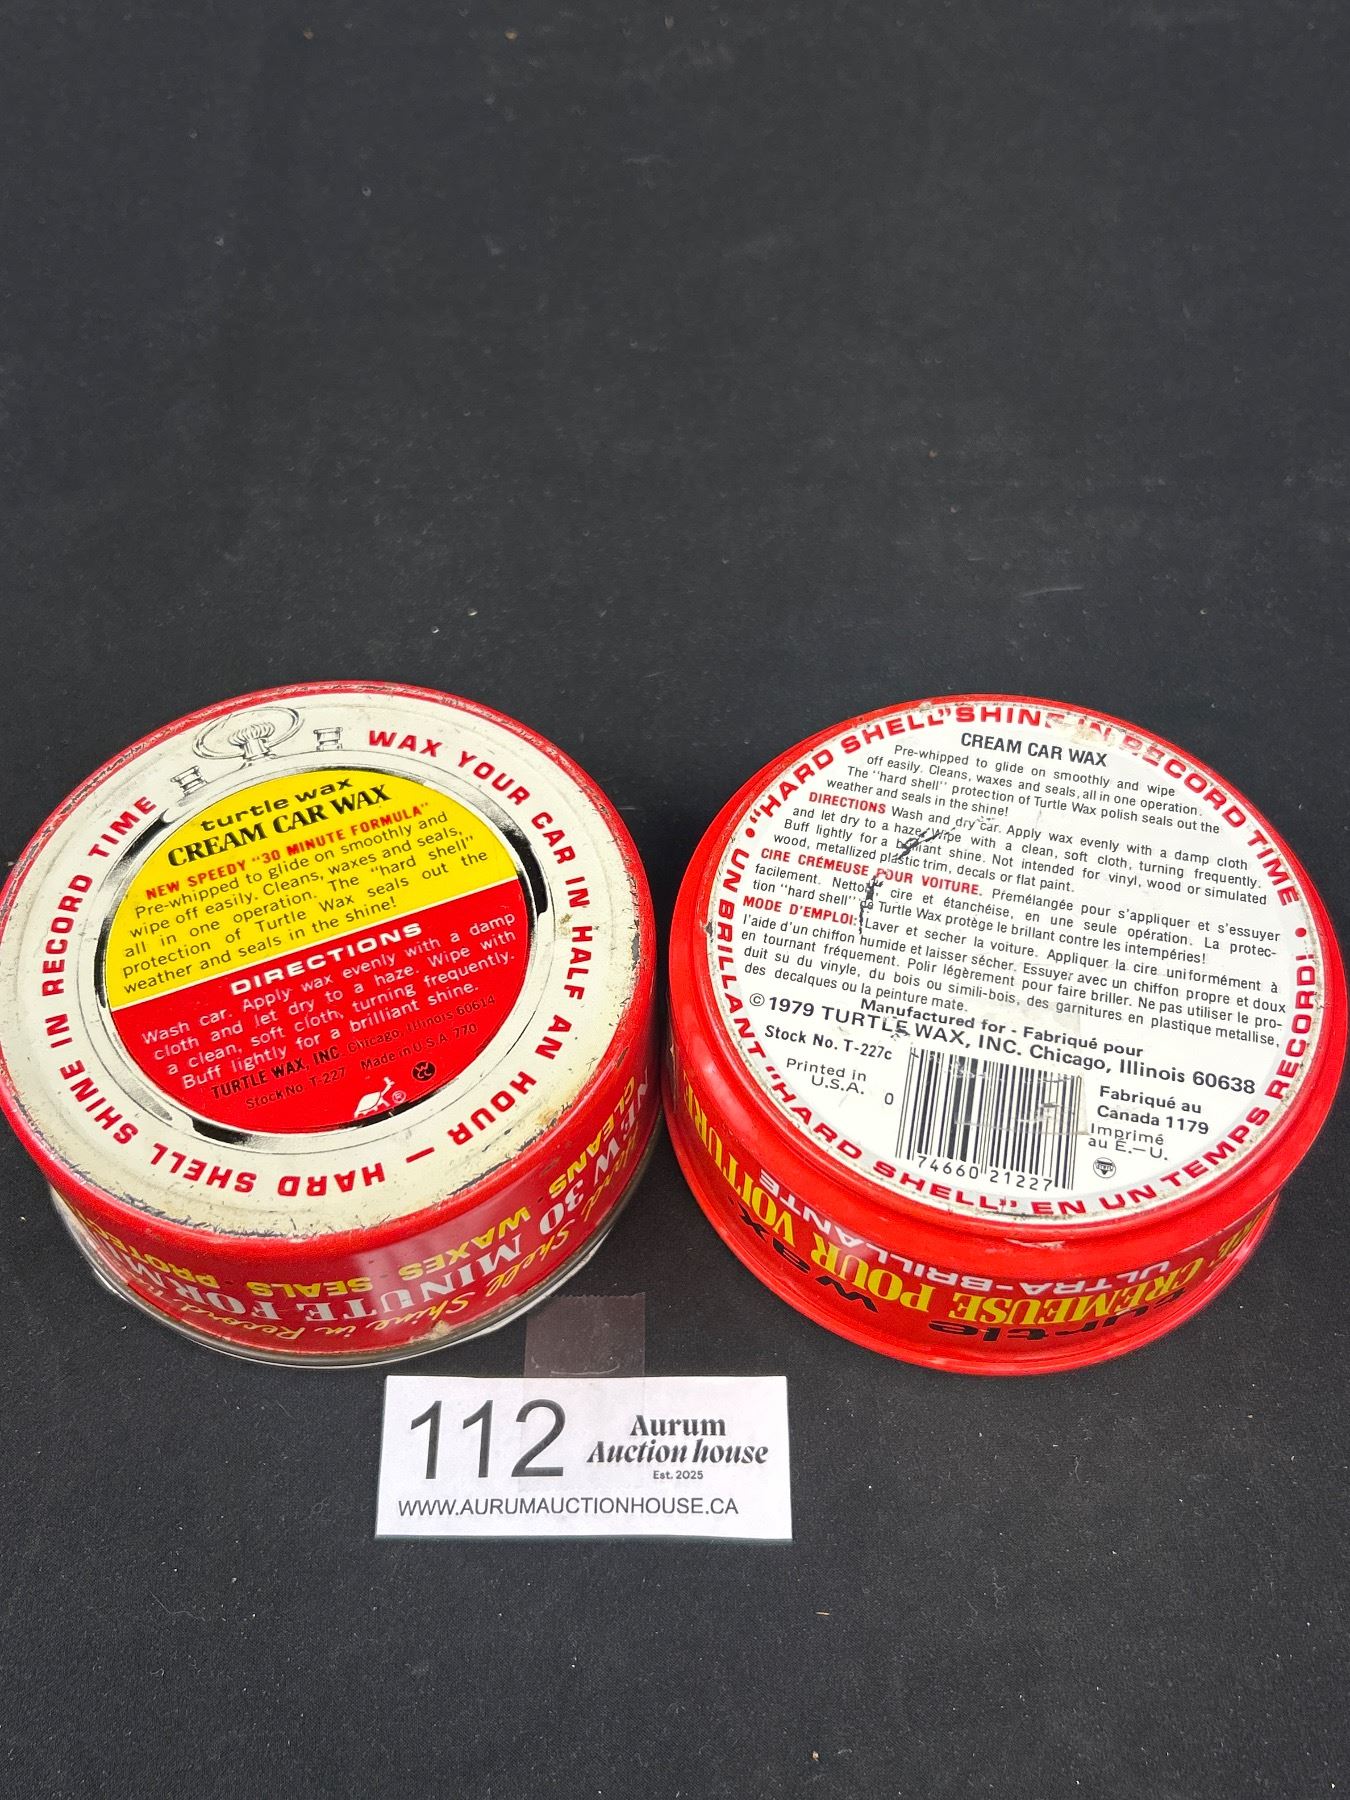 WAX YOUR CAR IN HALF AN HOUR — HARD SHELL SHINE IN RECORD TIME
turtle wax
CREAM CAR WAX
NEW SPEEDY "30 MINUTE FORMULA"
Pre-whipped to glide on smoothly and
wipe off easily. Cleans, waxes and seals,
all in one operation. The "hard shell"
protection of Turtle Wax seals out the
weather and seals in the shine!
DIRECTIONS
Wash car. Apply wax evenly with a damp
cloth and let dry to a haze. Wipe with
a clean, soft cloth, turning frequently.
Buff lightly for a brilliant shine.
TURTLE WAX, INC. Chicago, Illinois 60614
Stock No. T-227 Made in U.S.A. 770
®
Hard Shell Shine in Record
NEW 30 MINUTE FORM
CLEANS · WAXES · SEALS · PROTEC
• "HARD SHELL" SHINE IN RECORD TIME
• UN BRILLANT "HARD SHELL" EN UN TEMPS RECORD!
CREAM CAR WAX
Pre-whipped to glide on smoothly and wipe
off easily. Cleans, waxes and seals, all in one operation.
The "hard shell" protection of Turtle Wax polish seals out the
weather and seals in the shine!
DIRECTIONS Wash and dry car. Apply wax evenly with a damp cloth
and let dry to a haze. Wipe with a clean, soft cloth, turning frequently.
Buff lightly for a brilliant shine. Not intended for vinyl, wood or simulated
wood, metallized plastic trim, decals or flat paint.
CIRE CRÉMEUSE POUR VOITURE. Prémélangée pour s'appliquer et s'essuyer
facilement. Nettoie, cire et étanchéise, en une seule opération. La protec-
tion "hard shell" de Turtle Wax protège le brillant contre les intempéries!
MODE D'EMPLOI: Laver et secher la voiture. Appliquer la cire uniformément à
l'aide d'un chiffon humide et laisser sécher. Essuyer avec un chiffon propre et doux
en tournant fréquement. Polir légèrement pour faire briller. Ne pas utiliser le pro-
duit su du vinyle, du bois ou simili-bois, des garnitures en plastique metallise,
des decalques ou la peinture mate.
Manufactured for - Fabriqué pour
© 1979 TURTLE WAX, INC. Chicago, Illinois 60638
Stock No. T-227c
Printed in
U.S.A.
0 74660 21227
Fabriqué au
Canada 1179
Imprimé
au É.–U.
turtle wax
CREMEUSE POUR VOITURE
ULTRA-BRILLANTE
112
Aurum
Auction house
Est. 2025
WWW.AURUMAUCTIONHOUSE.CA